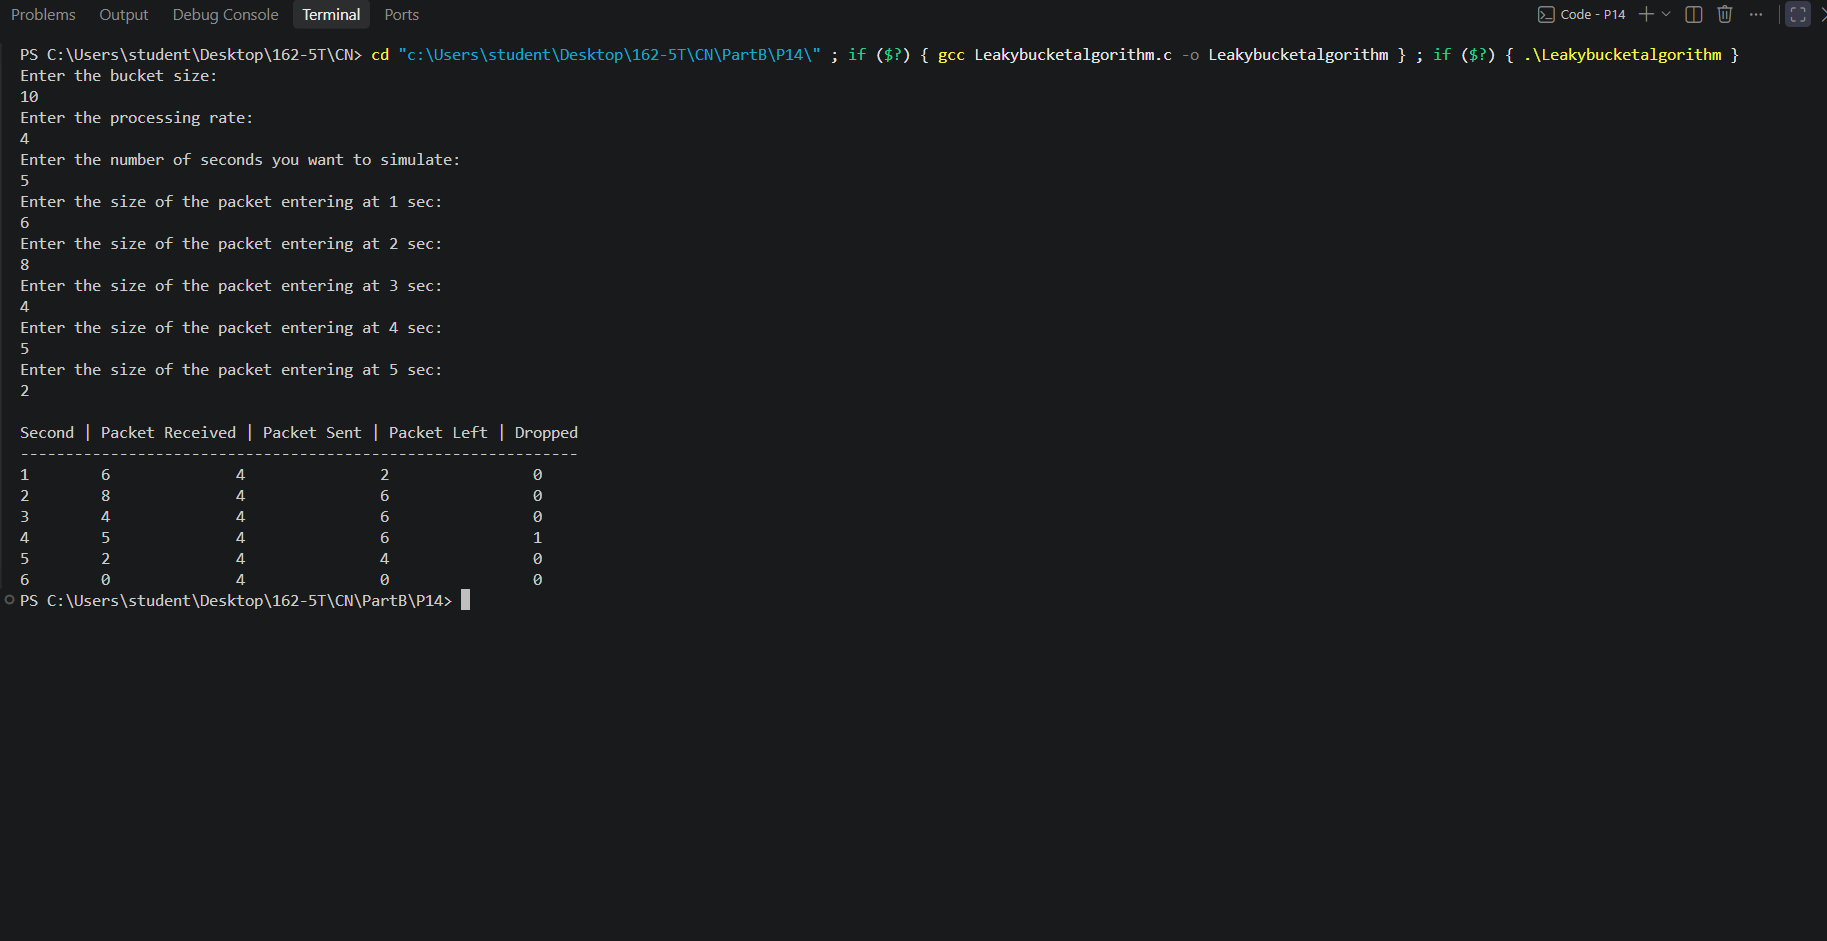 Problems Output Debug Console Terminal Ports Code - P14
PS C:\Users\student\Desktop\162-5T\CN> cd "c:\Users\student\Desktop\162-5T\CN\PartB\P14\" ; if ($?) { gcc Leakybucketalgorithm.c -o Leakybucketalgorithm } ; if ($?) { .\Leakybucketalgorithm }
Enter the bucket size:
10
Enter the processing rate:
4
Enter the number of seconds you want to simulate:
5
Enter the size of the packet entering at 1 sec:
6
Enter the size of the packet entering at 2 sec:
8
Enter the size of the packet entering at 3 sec:
4
Enter the size of the packet entering at 4 sec:
5
Enter the size of the packet entering at 5 sec:
2
Second | Packet Received | Packet Sent | Packet Left | Dropped
--------------------------------------------------------------
1 6 4 2 0
2 8 4 6 0
3 4 4 6 0
4 5 4 6 1
5 2 4 4 0
6 0 4 0 0
PS C:\Users\student\Desktop\162-5T\CN\PartB\P14>